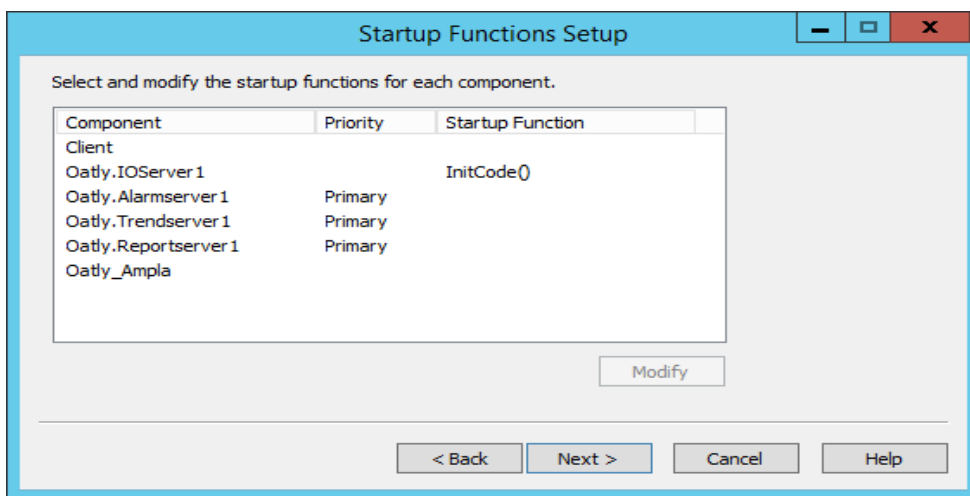 Startup Functions Setup
Select and modify the startup functions for each component.
Component Priority Startup Function
Client
Oatly.IOServer1 InitCode()
Oatly.Alarmserver1 Primary
Oatly.Trendserver1 Primary
Oatly.Reportserver1 Primary
Oatly_Ampla
Modify
< Back Next > Cancel Help